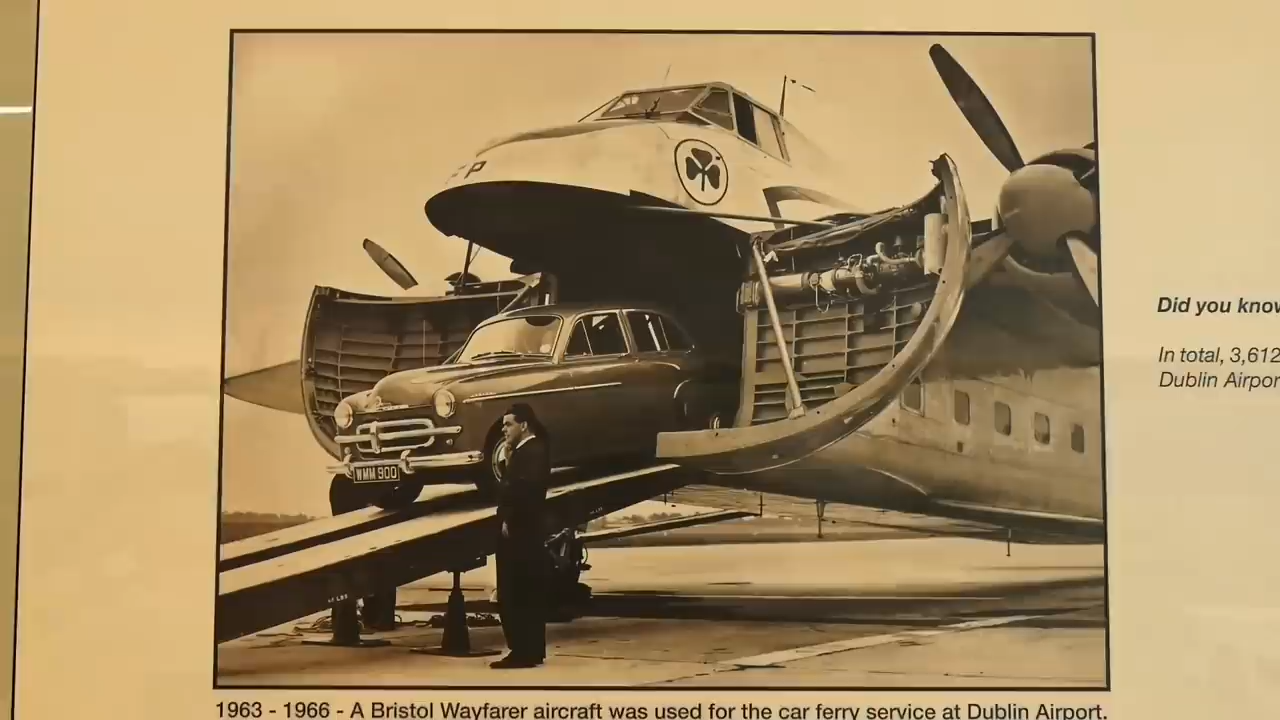 FP
WMM 900
Did you know
In total, 3,612
Dublin Airpor
1963 - 1966 - A Bristol Wayfarer aircraft was used for the car ferry service at Dublin Airport.